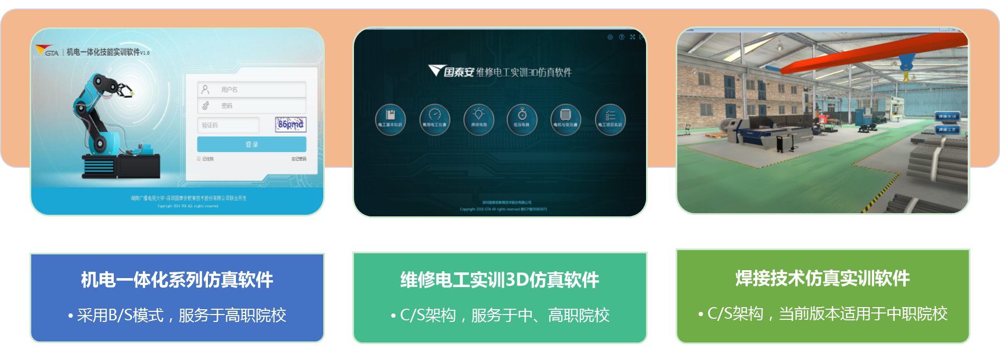 GTA | 机电一体化技能实训软件V1.0
用户名
密码
验证码
86pmd
登录
记住我
忘记密码
湖南广播电视大学-深圳国泰安教育技术股份有限公司联合开发
Copyright 2014 GTA All rights reserved.
国泰安 维修电工实训3D仿真软件
电工基本知识
常用电工仪表
照明电路
低压电器
电机与变压器
电工项目实训
深圳国泰安教育技术股份有限公司
Copyright 2016 GTA All rights reserved.粤ICP备05065871
焊接实训
焊接工艺
机电一体化系列仿真软件
• 采用B/S模式，服务于高职院校
维修电工实训3D仿真软件
• C/S架构，服务于中、高职院校
焊接技术仿真实训软件
• C/S架构，当前版本适用于中职院校